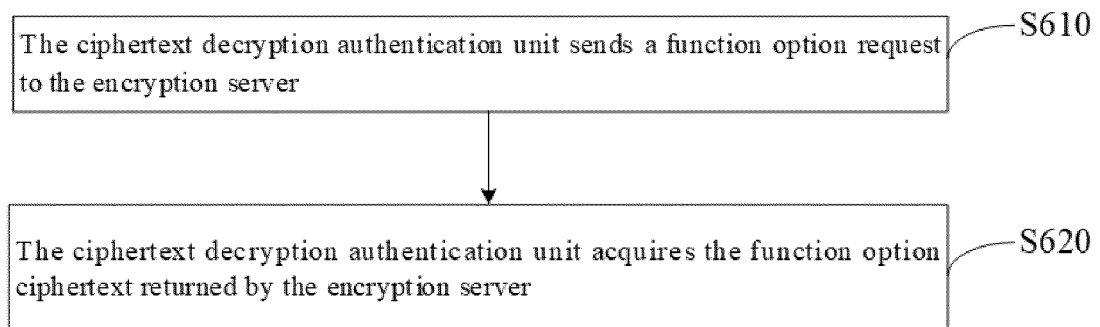 The ciphertext decryption authentication unit sends a function option request
to the encryption server
S610
The ciphertext decryption authentication unit acquires the function option
ciphertext returned by the encryption server
S620